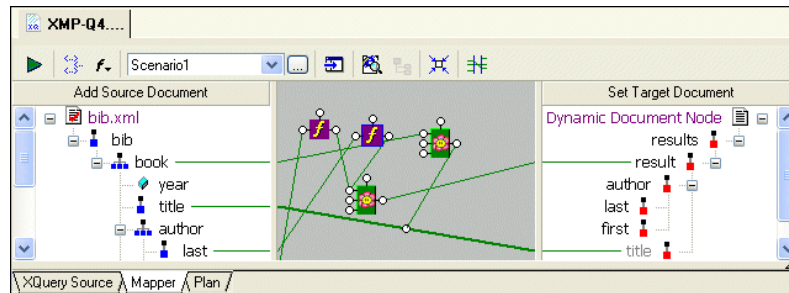 XMP-Q4....
f Scenario1 ...
Add Source Document
Set Target Document
bib.xml
Dynamic Document Node
bib
results
book
result
year
author
title
last
author
first
last
title
f
f
XQuery Source Mapper Plan